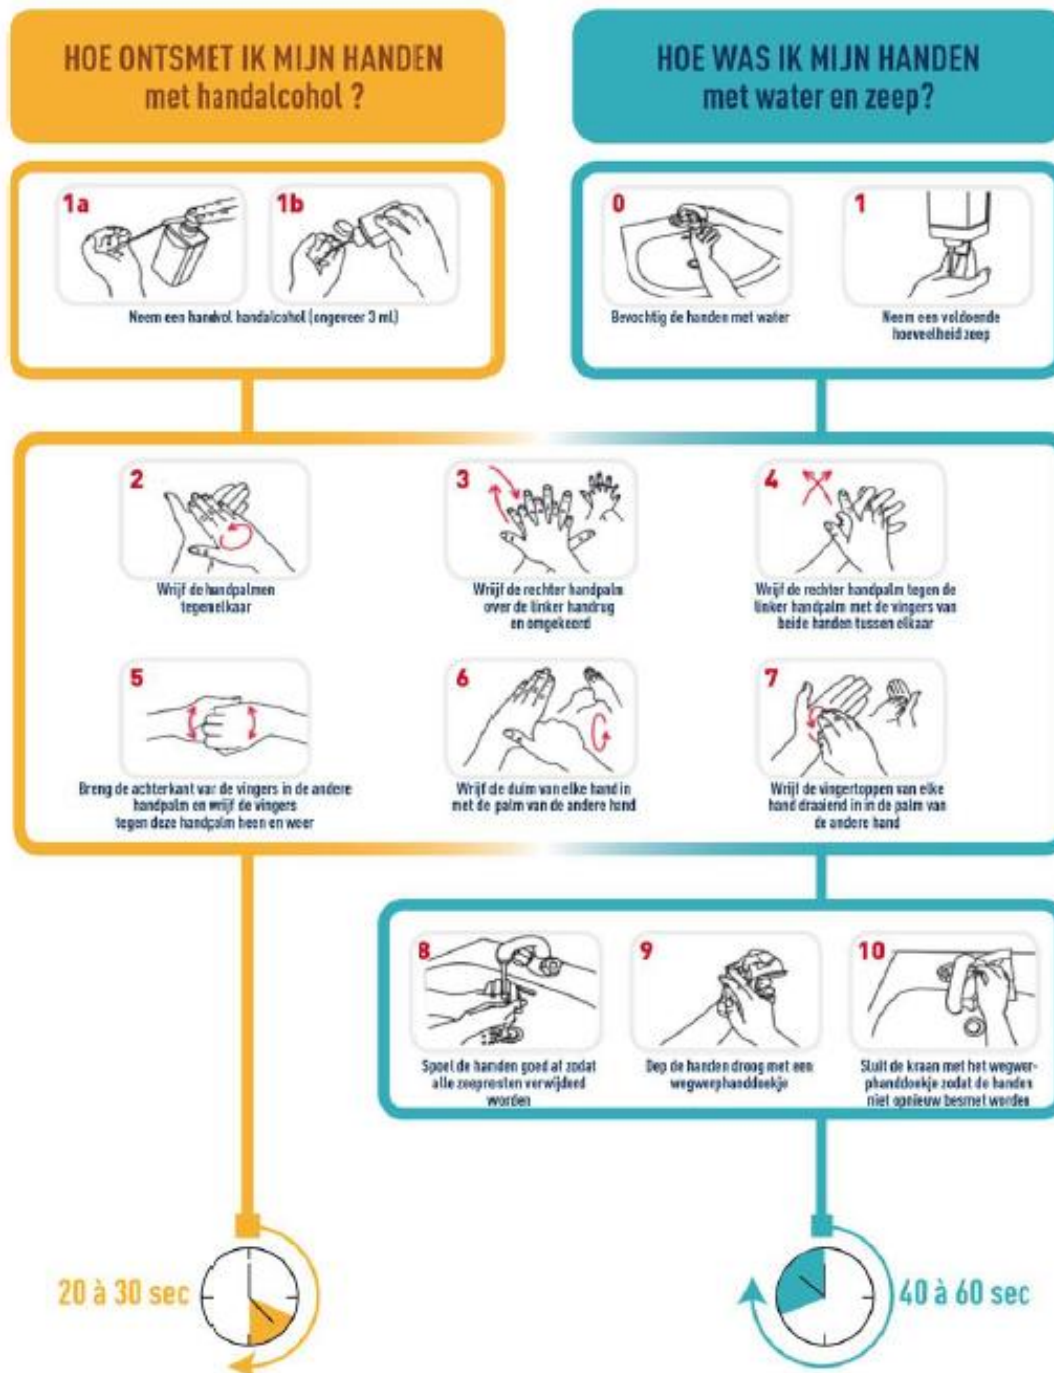 HOE ONTSMET IK MIJN HANDEN
met handalcohol ?
HOE WAS IK MIJN HANDEN
met water en zeep?
1a
1b
Neem een handvol handalcohol (ongeveer 3 ml)
0
Bevochtig de handen met water
1
Neem een voldoende
hoeveelheid zeep
2
Wrijf de handpalmen
tegen elkaar
3
Wrijf de rechter handpalm
over de linker handrug
en omgekeerd
4
Wrijf de rechter handpalm tegen de
linker handpalm met de vingers van
beide handen tussen elkaar
5
Breng de achterkant van de vingers in de andere
handpalm en wrijf de vingers
tegen deze handpalm heen en weer
6
Wrijf de duim van elke hand in
met de palm van de andere hand
7
Wrijf de vingertoppen van elke
hand draaiend in in de palm van
de andere hand
8
Spoel de handen goed af zodat
alle zeepresten verwijderd
worden
9
Dep de handen droog met een
wegwerphanddoekje
10
Sluit de kraan met het wegwer-
phanddoekje zodat de handen
niet opnieuw besmet worden
20 à 30 sec
40 à 60 sec